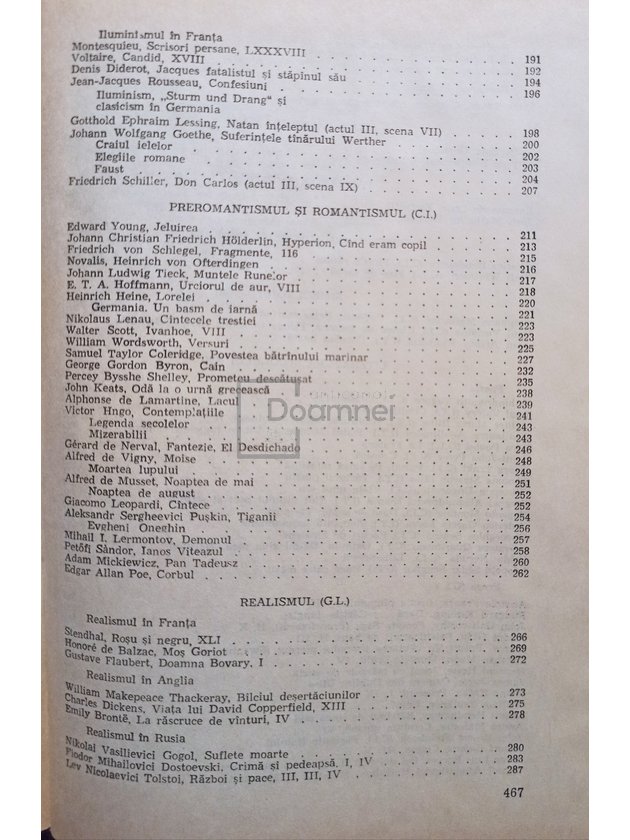 Iluminismul în Franța
Montesquieu, Scrisori persane, LXXXVIII . . . 191
Voltaire, Candid, XVIII . . . 192
Denis Diderot, Jacques fatalistul și stăpînul său . . . 194
Jean-Jacques Rousseau, Confesiuni . . . 196
Iluminism, „Sturm und Drang“ și
clasicism în Germania
Gotthold Ephraim Lessing, Natan înțeleptul (actul III, scena VII) . . . 198
Johann Wolfgang Goethe, Suferințele tînărului Werther . . . 200
Craiul ielelor . . . 202
Elegiile romane . . . 203
Faust . . . 204
Friedrich Schiller, Don Carlos (actul III, scena IX) . . . 207
PREROMANTISMUL ȘI ROMANTISMUL (C.I.)
Edward Young, Jeluirea . . . 211
Johann Christian Friedrich Hölderlin, Hyperion, Cînd eram copil . . . 213
Friedrich von Schlegel, Fragmente, 116 . . . 215
Novalis, Heinrich von Ofterdingen . . . 216
Johann Ludwig Tieck, Muntele Runelor . . . 217
E. T. A. Hoffmann, Urciorul de aur, VIII . . . 218
Heinrich Heine, Lorelei . . . 220
Germania. Un basm de iarnă . . . 221
Nikolaus Lenau, Cîntecele trestiei . . . 223
Walter Scott, Ivanhoe, VIII . . . 223
William Wordsworth, Versuri . . . 225
Samuel Taylor Coleridge, Povestea bătrînului marinar . . . 227
George Gordon Byron, Cain . . . 232
Percey Bysshe Shelley, Prometeu descătușat . . . 235
John Keats, Odă la o urnă grecească . . . 238
Alphonse de Lamartine, Lacul . . . 239
Victor Hngo, Contemplațiile . . . 241
Legenda secolelor . . . 243
Mizerabilii . . . 243
Gérard de Nerval, Fantezie, El Desdichado . . . 246
Alfred de Vigny, Moise . . . 248
Moartea lupului . . . 249
Alfred de Musset, Noaptea de mai . . . 251
Noaptea de august . . . 252
Giacomo Leopardi, Cîntece . . . 252
Aleksandr Sergheevici Pușkin, Țiganii . . . 254
Evgheni Oneghin . . . 256
Mihail I. Lermontov, Demonul . . . 257
Petöfi Sándor, Ianos Viteazul . . . 258
Adam Mickiewicz, Pan Tadeusz . . . 260
Edgar Allan Poe, Corbul . . . 262
REALISMUL (G.L.)
Realismul în Franța
Stendhal, Roșu și negru, XLI . . . 266
Honoré de Balzac, Moș Goriot . . . 269
Gustave Flaubert, Doamna Bovary, I . . . 272
Realismul în Anglia
William Makepeace Thackeray, Bîlciul deșertăciunilor . . . 273
Charles Dickens, Viața lui David Copperfield, XIII . . . 275
Emily Brontë, La răscruce de vînturi, IV . . . 278
Realismul în Rusia
Nikolai Vasilievici Gogol, Suflete moarte . . . 280
Fiodor Mihailovici Dostoevski, Crimă și pedeapsă, I, IV . . . 283
Lev Nicolaevici Tolstoi, Război și pace, III, III, IV . . . 287
467
anticariat
Doamnei